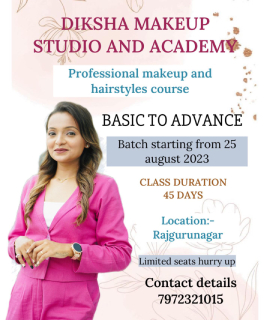 DIKSHA MAKEUP
STUDIO AND ACADEMY
Professional makeup and
hairstyles course
BASIC TO ADVANCE
Batch starting from 25
august 2023
CLASS DURATION
45 DAYS
Location:-
Rajgurunagar
Limited seats hurry up
Contact details
7972321015